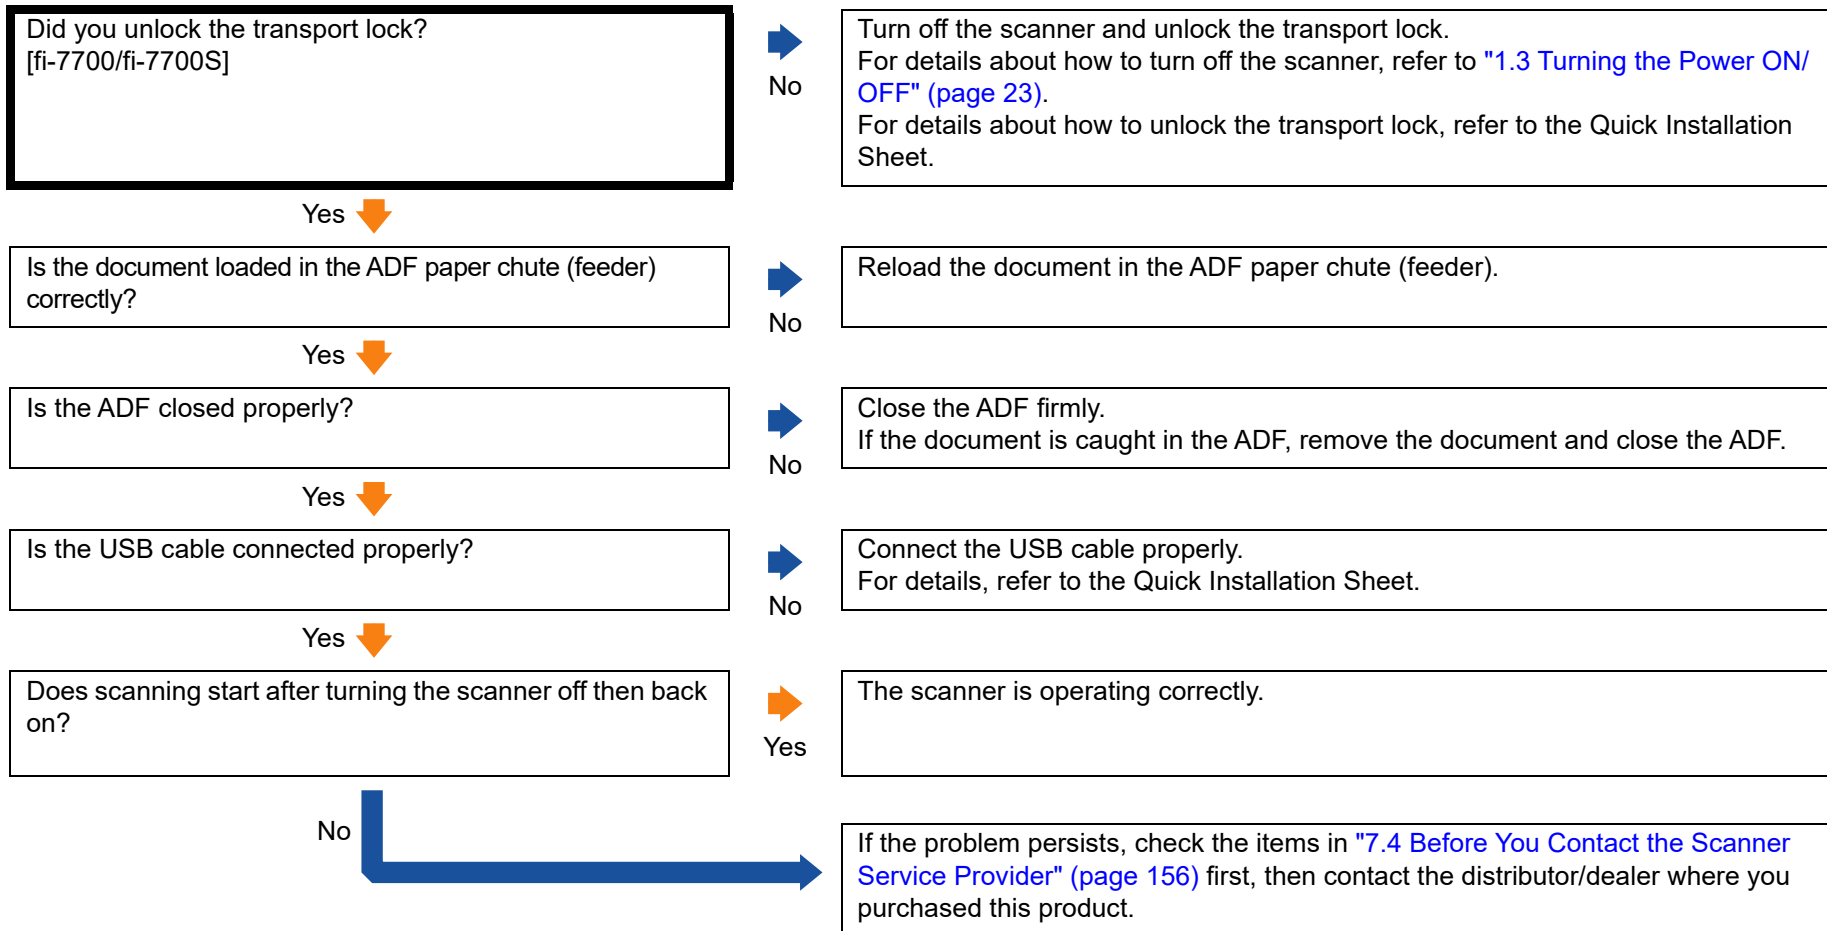 Did you unlock the transport lock?
[fi-7700/fi-7700S]
No
Turn off the scanner and unlock the transport lock.
For details about how to turn off the scanner, refer to "1.3 Turning the Power ON/
OFF" (page 23).
For details about how to unlock the transport lock, refer to the Quick Installation
Sheet.
Yes
Is the document loaded in the ADF paper chute (feeder)
correctly?
No
Reload the document in the ADF paper chute (feeder).
Yes
Is the ADF closed properly?
No
Close the ADF firmly.
If the document is caught in the ADF, remove the document and close the ADF.
Yes
Is the USB cable connected properly?
No
Connect the USB cable properly.
For details, refer to the Quick Installation Sheet.
Yes
Does scanning start after turning the scanner off then back
on?
Yes
The scanner is operating correctly.
No
If the problem persists, check the items in "7.4 Before You Contact the Scanner
Service Provider" (page 156) first, then contact the distributor/dealer where you
purchased this product.